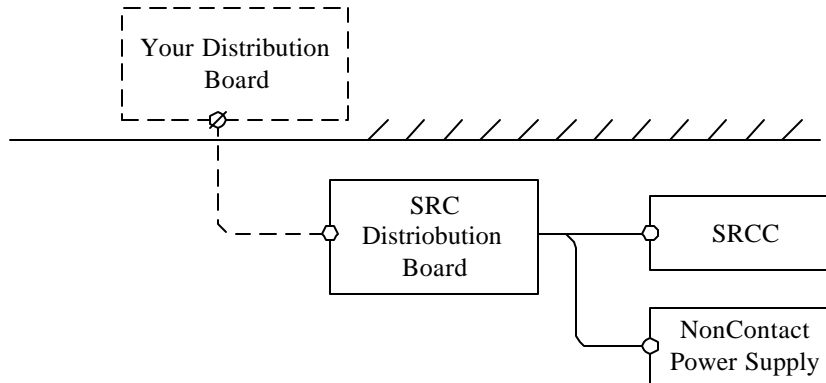 Your Distribution
Board
SRC
Distriobution
Board
SRCC
NonContact
Power Supply